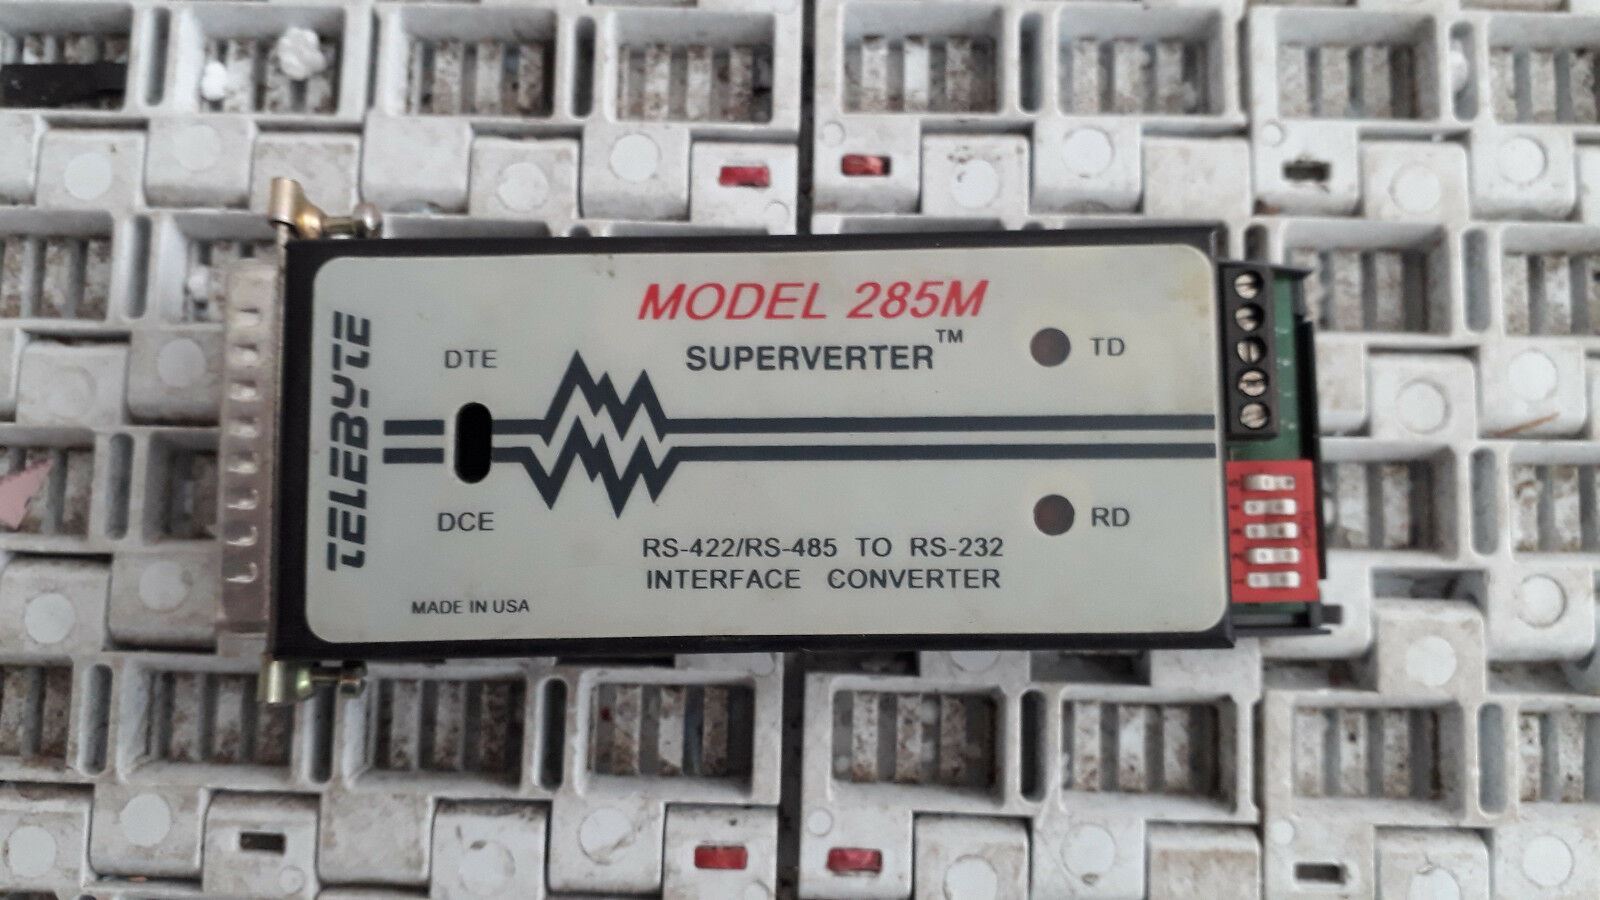 TELEBYTE
MODEL 285M
SUPERVERTER™
DTE
DCE
TD
RD
RS-422/RS-485 TO RS-232
INTERFACE CONVERTER
MADE IN USA